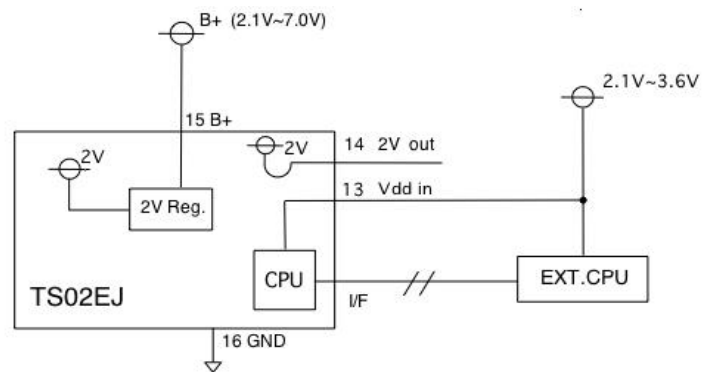 B+ (2.1V~7.0V)
2.1V~3.6V
15 B+
2V
2V
14 2V out
13 Vdd in
2V Reg.
CPU
EXT.CPU
TS02EJ
I/F
16 GND